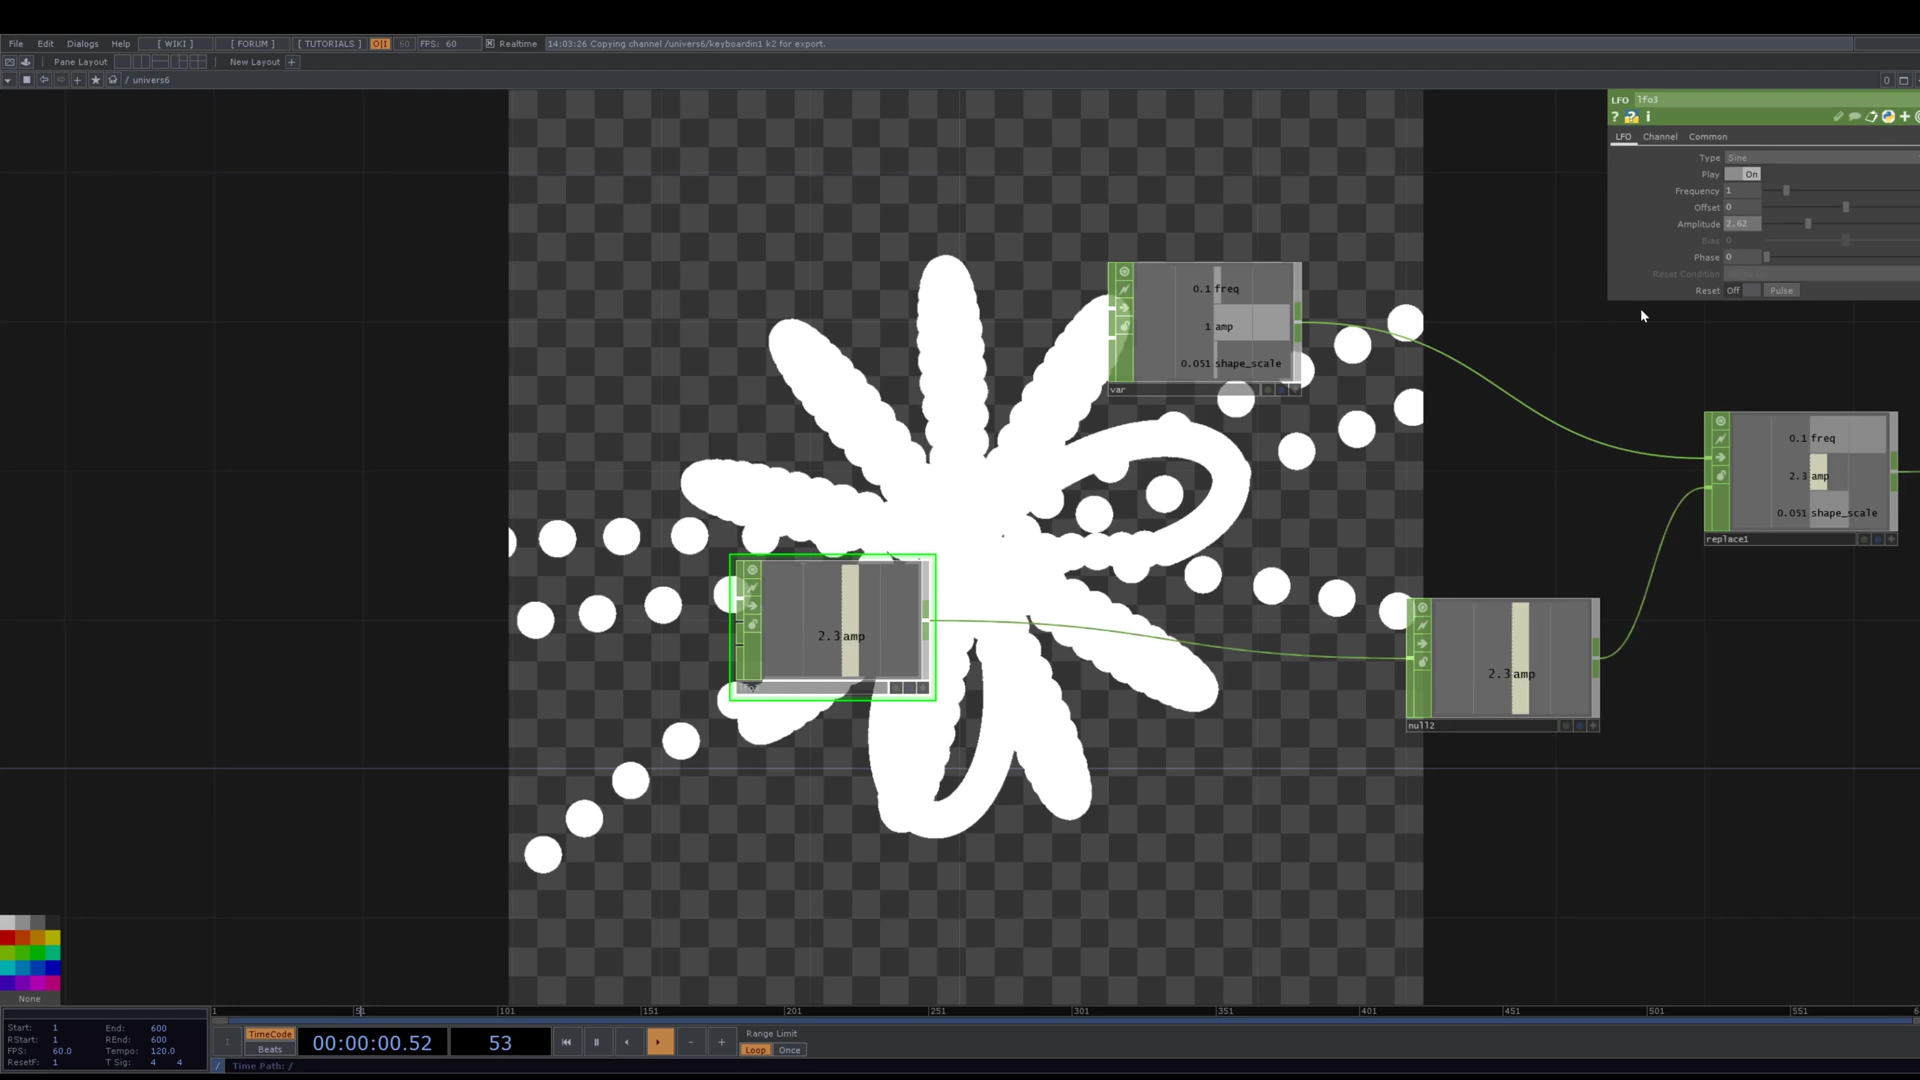 File Edit Dialogs Help [ WIKI ] [ FORUM ] [ TUTORIALS ] O|I 60 FPS: 60 Realtime 14:03:26 Copying channel /univers6/keyboardin1 k2 for export.
Pane Layout New Layout +
/ univers6 0
LFO lfo3
? ? i
LFO Channel Common
Type Sine
Play On
Frequency 1
Offset 0
Amplitude 2.62
Bias 0
Phase 0
Reset Condition
Reset Off Pulse
0.1 freq
1 amp
0.051 shape_scale
var
0.1 freq
2.3 amp
0.051 shape_scale
replace1
2.3 amp
2.3 amp
null2
None
1 51 101 151 201 251 301 351 401 451 501 551
Start: 1 End: 600
RStart: 1 REnd: 600
FPS: 60.0 Tempo: 120.0
ResetF: 1 T Sig: 4 4
TimeCode
Beats
00:00:00.52 53
Range Limit
Loop Once
/ Time Path: /